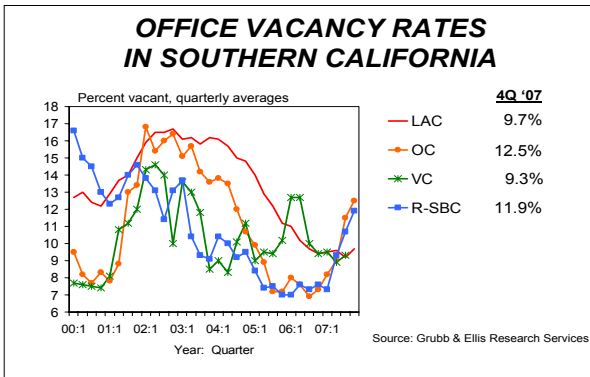 OFFICE VACANCY RATES
IN SOUTHERN CALIFORNIA
Percent vacant, quarterly averages
4Q ‘07
18
17
16
15
14
13
12
11
10
9
8
7
6
LAC 9.7%
OC 12.5%
VC 9.3%
R-SBC 11.9%
00:1 01:1 02:1 03:1 04:1 05:1 06:1 07:1
Year: Quarter
Source: Grubb & Ellis Research Services